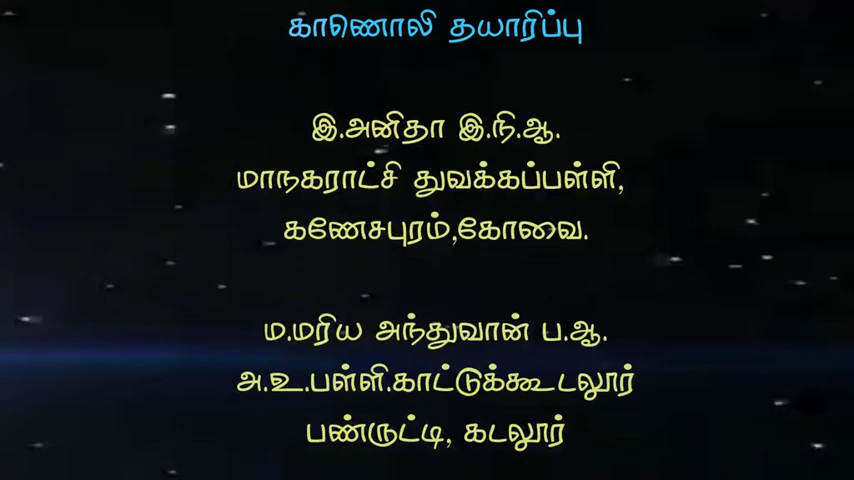 காணொலி தயாரிப்பு
இ.அனிதா இ.நி.ஆ.
மாநகராட்சி துவக்கப்பள்ளி,
கணேசபுரம்,கோவை.
ம.மரிய அந்துவான் ப.ஆ.
அ.உ.பள்ளி.காட்டுக்கூடலூர்
பண்ருட்டி, கடலூர்